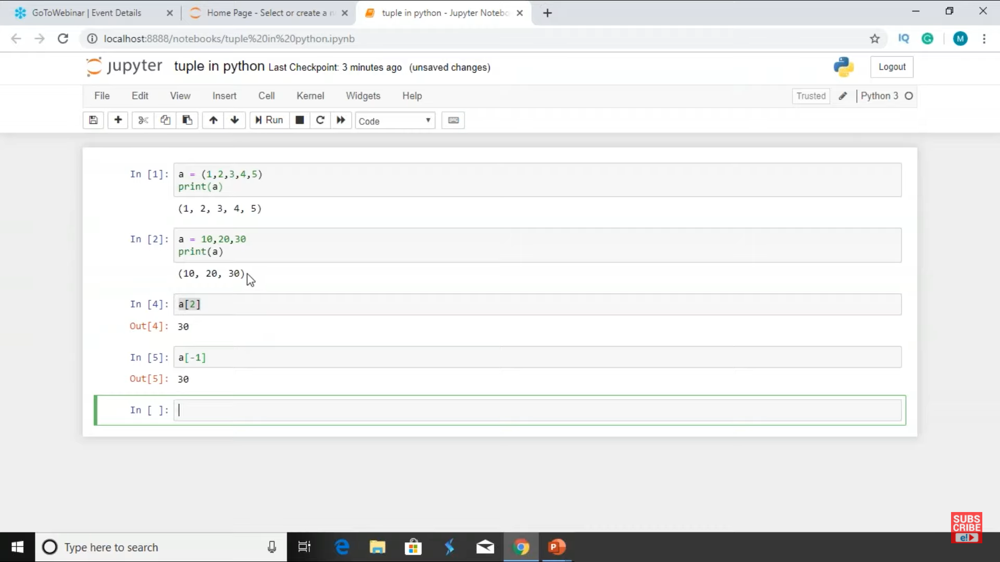 GoToWebinar | Event Details
Home Page - Select or create a n
tuple in python - Jupyter Notebo
localhost:8888/notebooks/tuple%20in%20python.ipynb
IQ
G
M
jupyter tuple in python Last Checkpoint: 3 minutes ago (unsaved changes)
Logout
File Edit View Insert Cell Kernel Widgets Help
Trusted Python 3
Run Code
In [1]: a = (1,2,3,4,5)
print(a)
(1, 2, 3, 4, 5)
In [2]: a = 10,20,30
print(a)
(10, 20, 30)
In [4]: a[2]
Out[4]: 30
In [5]: a[-1]
Out[5]: 30
In [ ]:
SUBS
CRIBE
e!
Type here to search
P